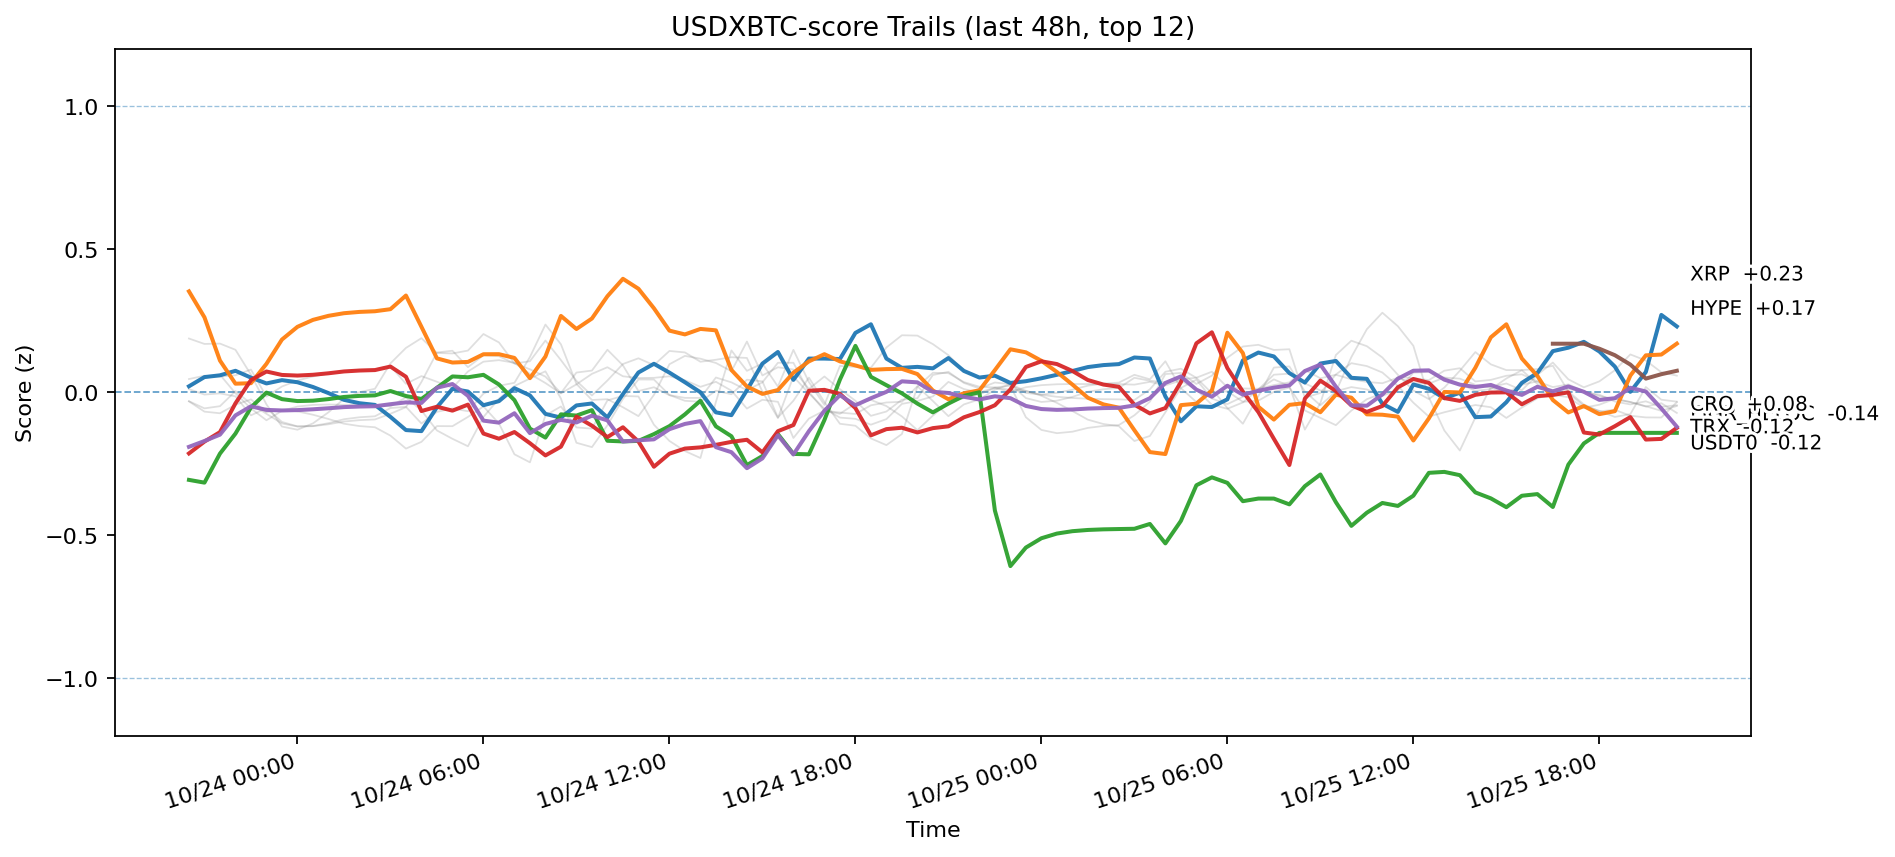 USDXBTC-score Trails (last 48h, top 12)
Score (z)
1.0
0.5
0.0
−0.5
−1.0
XRP +0.23
HYPE +0.17
CRO +0.08
-0.14
TRX -0.12
USDT0 -0.12
10/24 00:00
10/24 06:00
10/24 12:00
10/24 18:00
10/25 00:00
10/25 06:00
10/25 12:00
10/25 18:00
Time